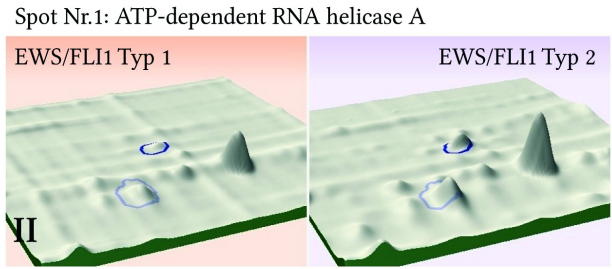 Spot Nr.1: ATP-dependent RNA helicase A
EWS/FLI1 Typ 1
EWS/FLI1 Typ 2
II